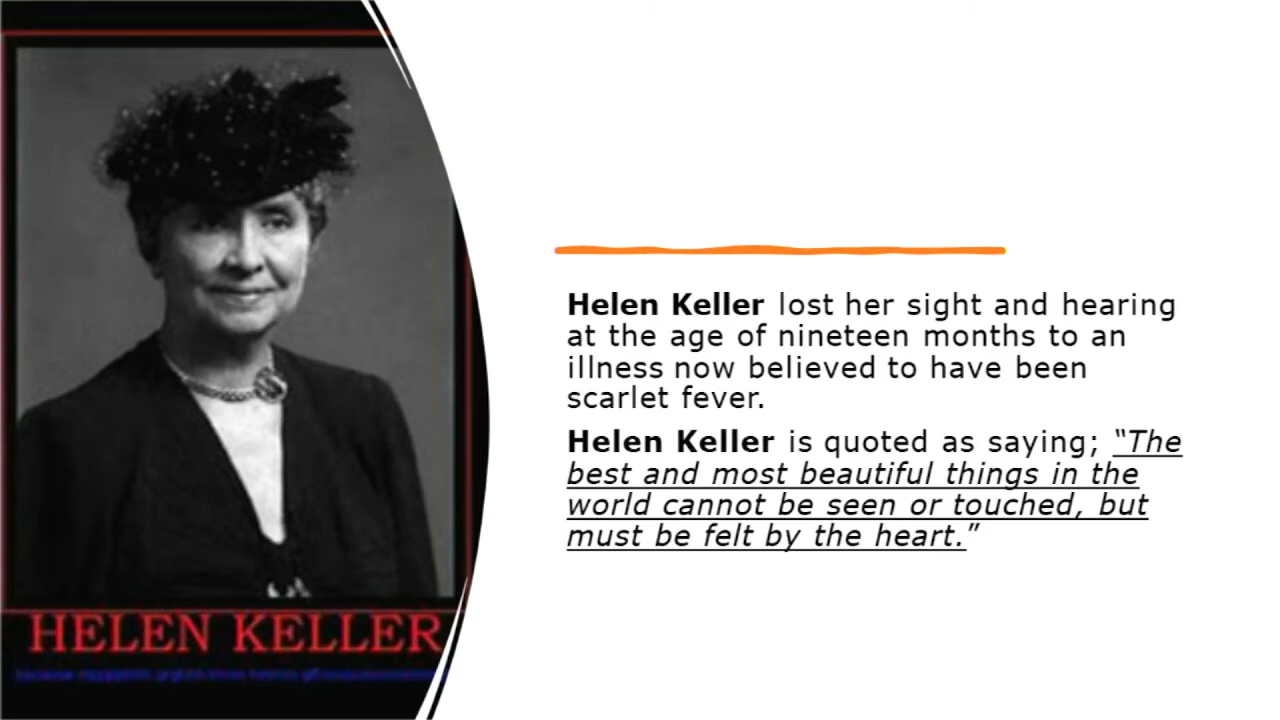 Helen Keller lost her sight and hearing
at the age of nineteen months to an
illness now believed to have been
scarlet fever.
Helen Keller is quoted as saying; “The
best and most beautiful things in the
world cannot be seen or touched, but
must be felt by the heart.”
HELEN KELLER